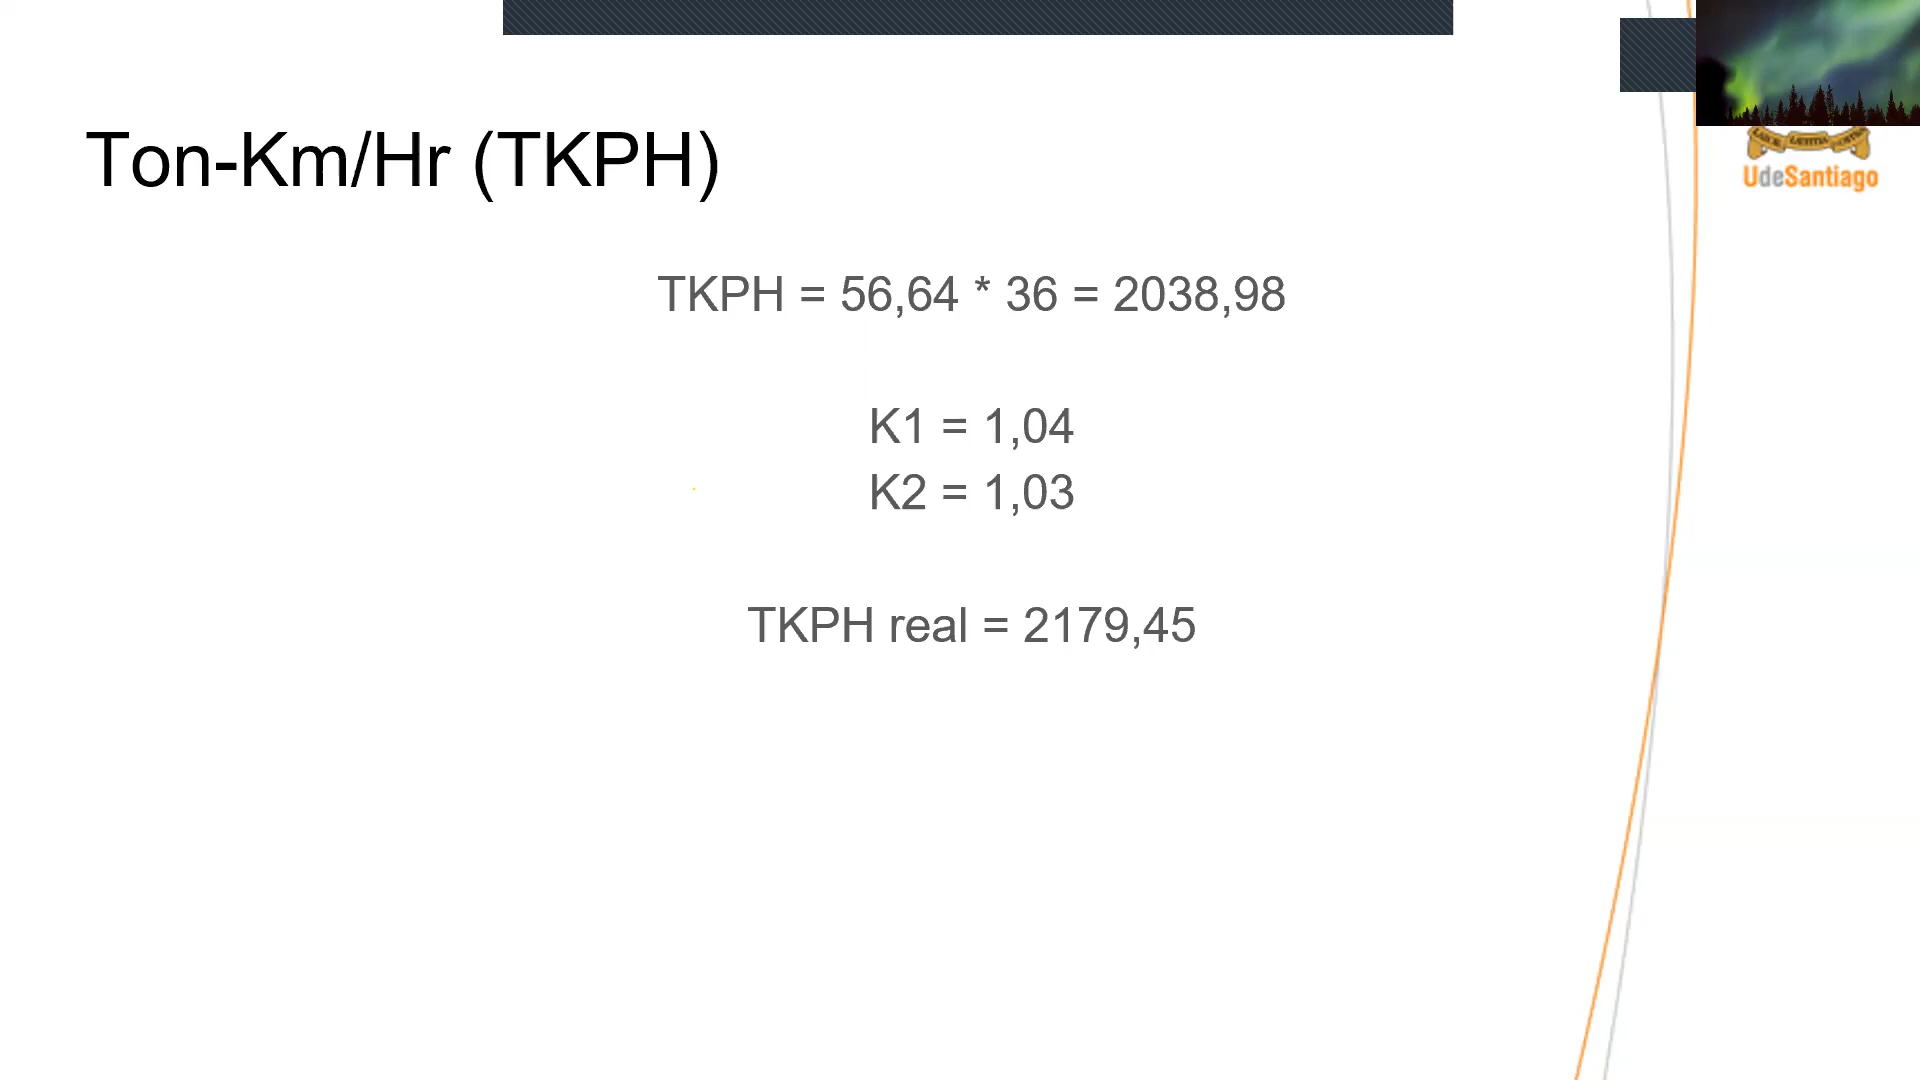 Ton-Km/Hr (TKPH)
TKPH = 56,64 * 36 = 2038,98
K1 = 1,04
K2 = 1,03
TKPH real = 2179,45
UdeSantiago